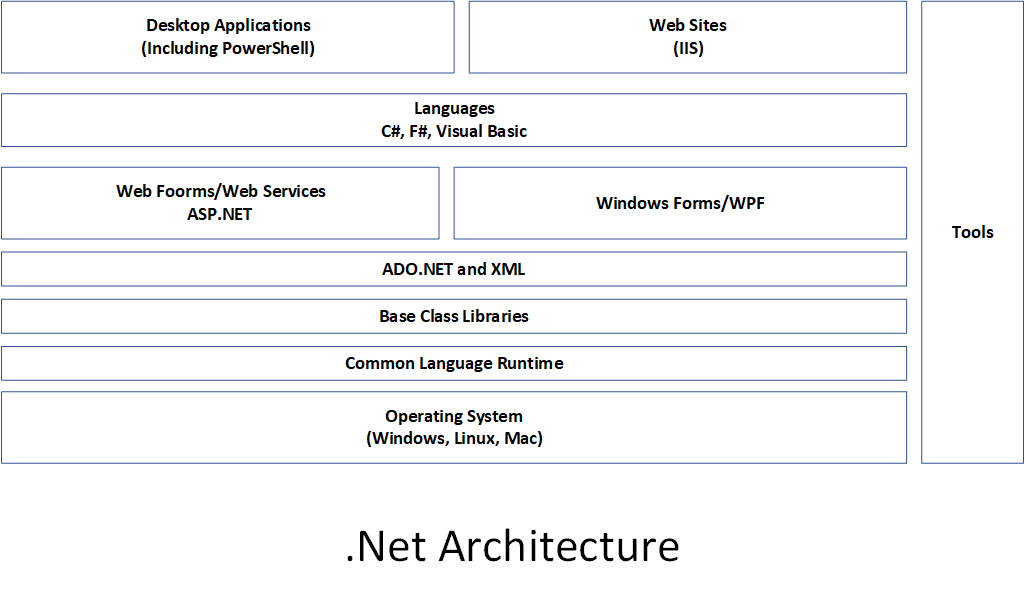 Desktop Applications
(Including PowerShell)
Web Sites
(IIS)
Languages
C#, F#, Visual Basic
Web Foorms/Web Services
ASP.NET
Windows Forms/WPF
Tools
ADO.NET and XML
Base Class Libraries
Common Language Runtime
Operating System
(Windows, Linux, Mac)
.Net Architecture